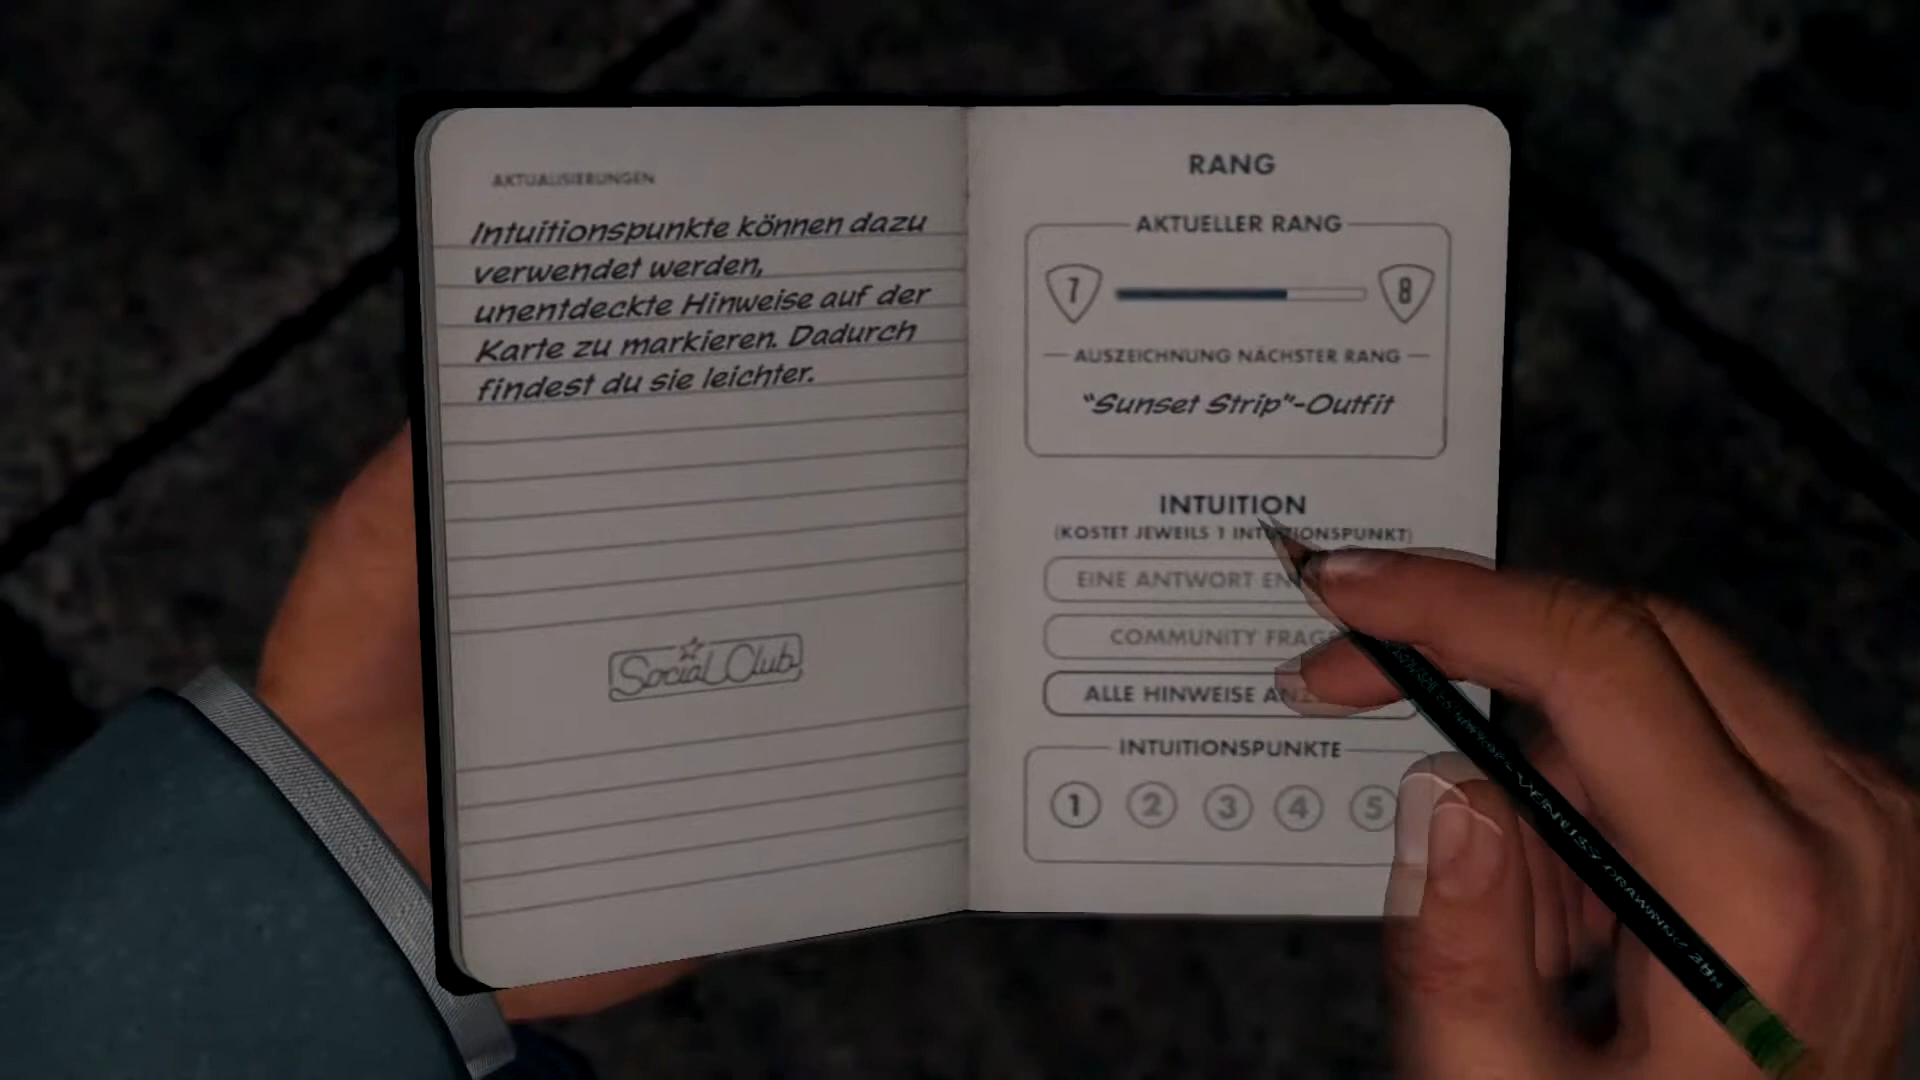 AKTUALISIERUNGEN
Intuitionspunkte können dazu
verwendet werden,
unentdeckte Hinweise auf der
Karte zu markieren. Dadurch
findest du sie leichter.
Social Club
RANG
AKTUELLER RANG
7 8
AUSZEICHNUNG NÄCHSTER RANG
"Sunset Strip"-Outfit
INTUITION
(KOSTET JEWEILS 1 INTUITIONSPUNKT)
EINE ANTWORT
COMMUNITY
ALLE HINWEISE
INTUITIONSPUNKTE
1 2 3 4 5